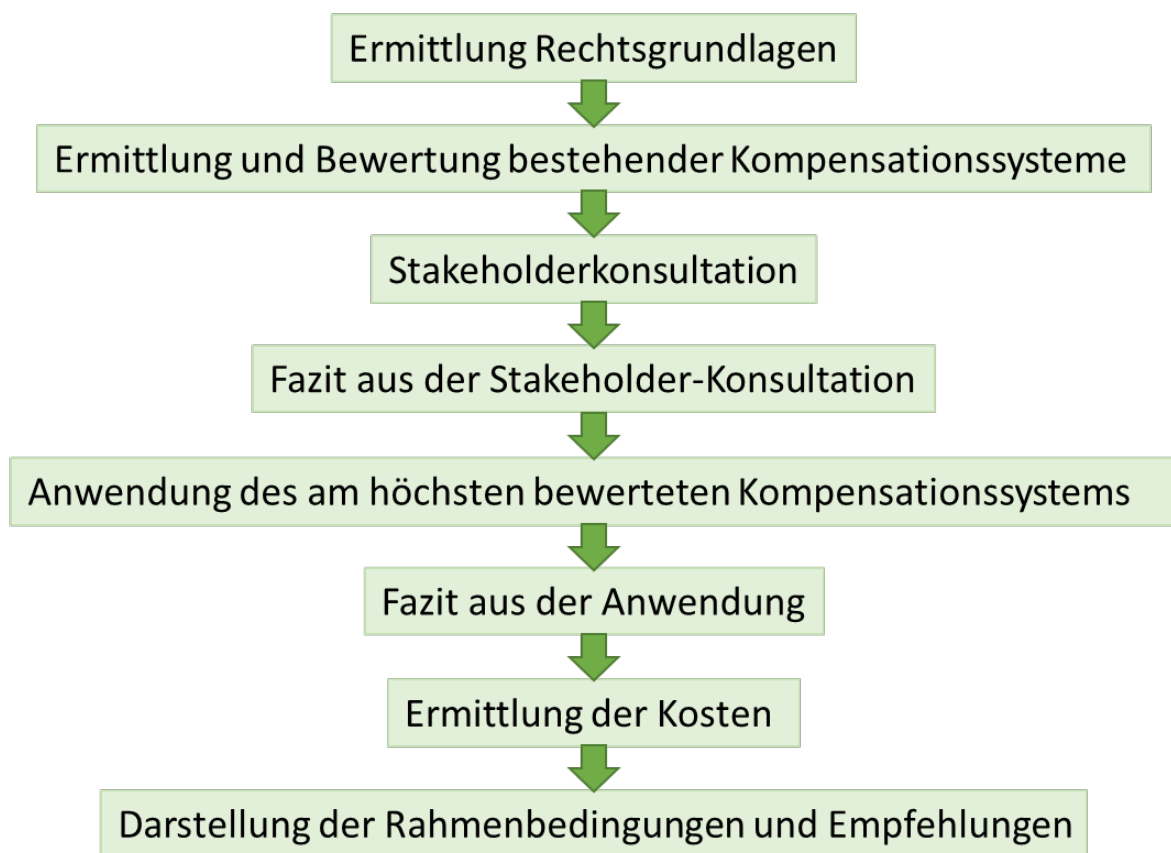 Ermittlung Rechtsgrundlagen
Ermittlung und Bewertung bestehender Kompensationssysteme
Stakeholderkonsultation
Fazit aus der Stakeholder-Konsultation
Anwendung des am höchsten bewerteten Kompensationssystems
Fazit aus der Anwendung
Ermittlung der Kosten
Darstellung der Rahmenbedingungen und Empfehlungen